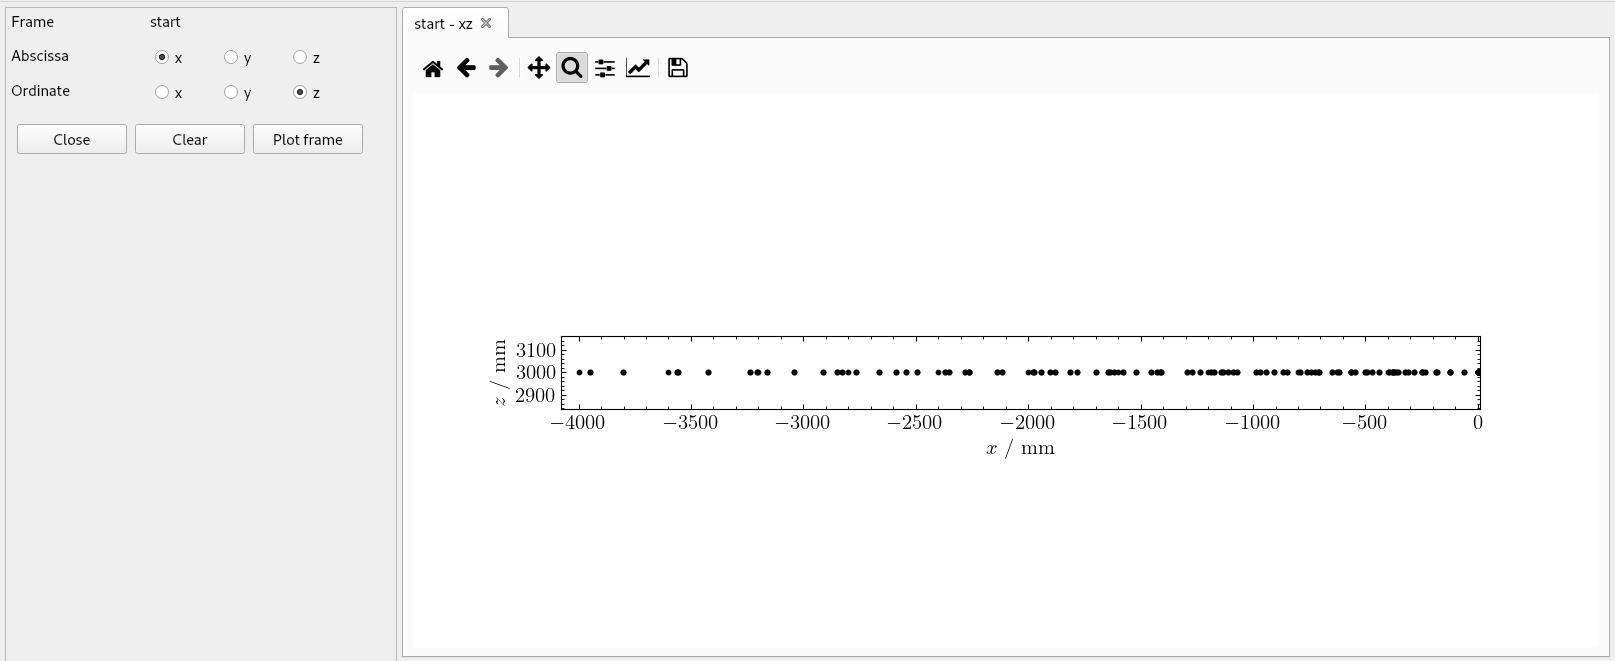 Frame start
Abscissa x y z
Ordinate x y z
Close Clear Plot frame
start - xz
3100
3000
2900
z / mm
−4000 −3500 −3000 −2500 −2000 −1500 −1000 −500 0
x / mm